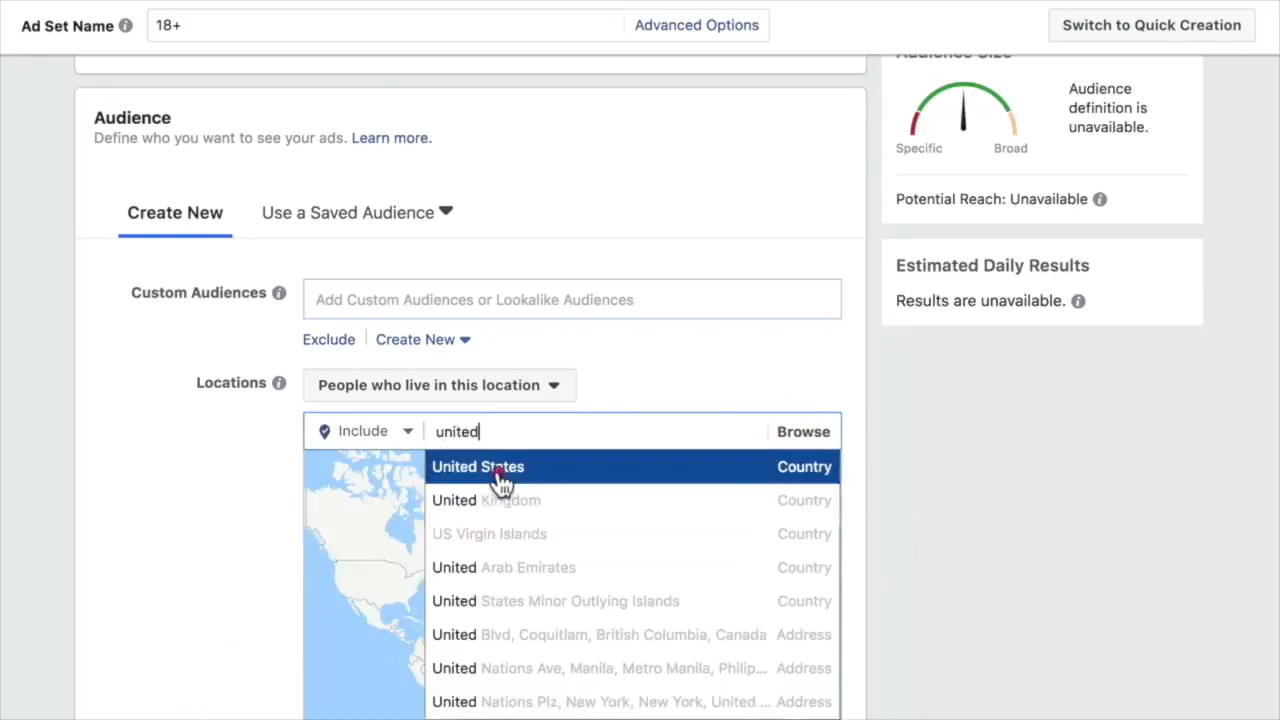 Ad Set Name
18+
Advanced Options
Switch to Quick Creation
Audience Size
Audience
definition is
unavailable.
Specific
Broad
Potential Reach: Unavailable
Estimated Daily Results
Results are unavailable.
Audience
Define who you want to see your ads. Learn more.
Create New
Use a Saved Audience
Custom Audiences
Add Custom Audiences or Lookalike Audiences
Exclude
Create New
Locations
People who live in this location
Include
united
Browse
United States Country
United Kingdom Country
US Virgin Islands Country
United Arab Emirates Country
United States Minor Outlying Islands Country
United Blvd, Coquitlam, British Columbia, Canada Address
United Nations Ave, Manila, Metro Manila, Philip... Address
United Nations Plz, New York, New York, United ... Address